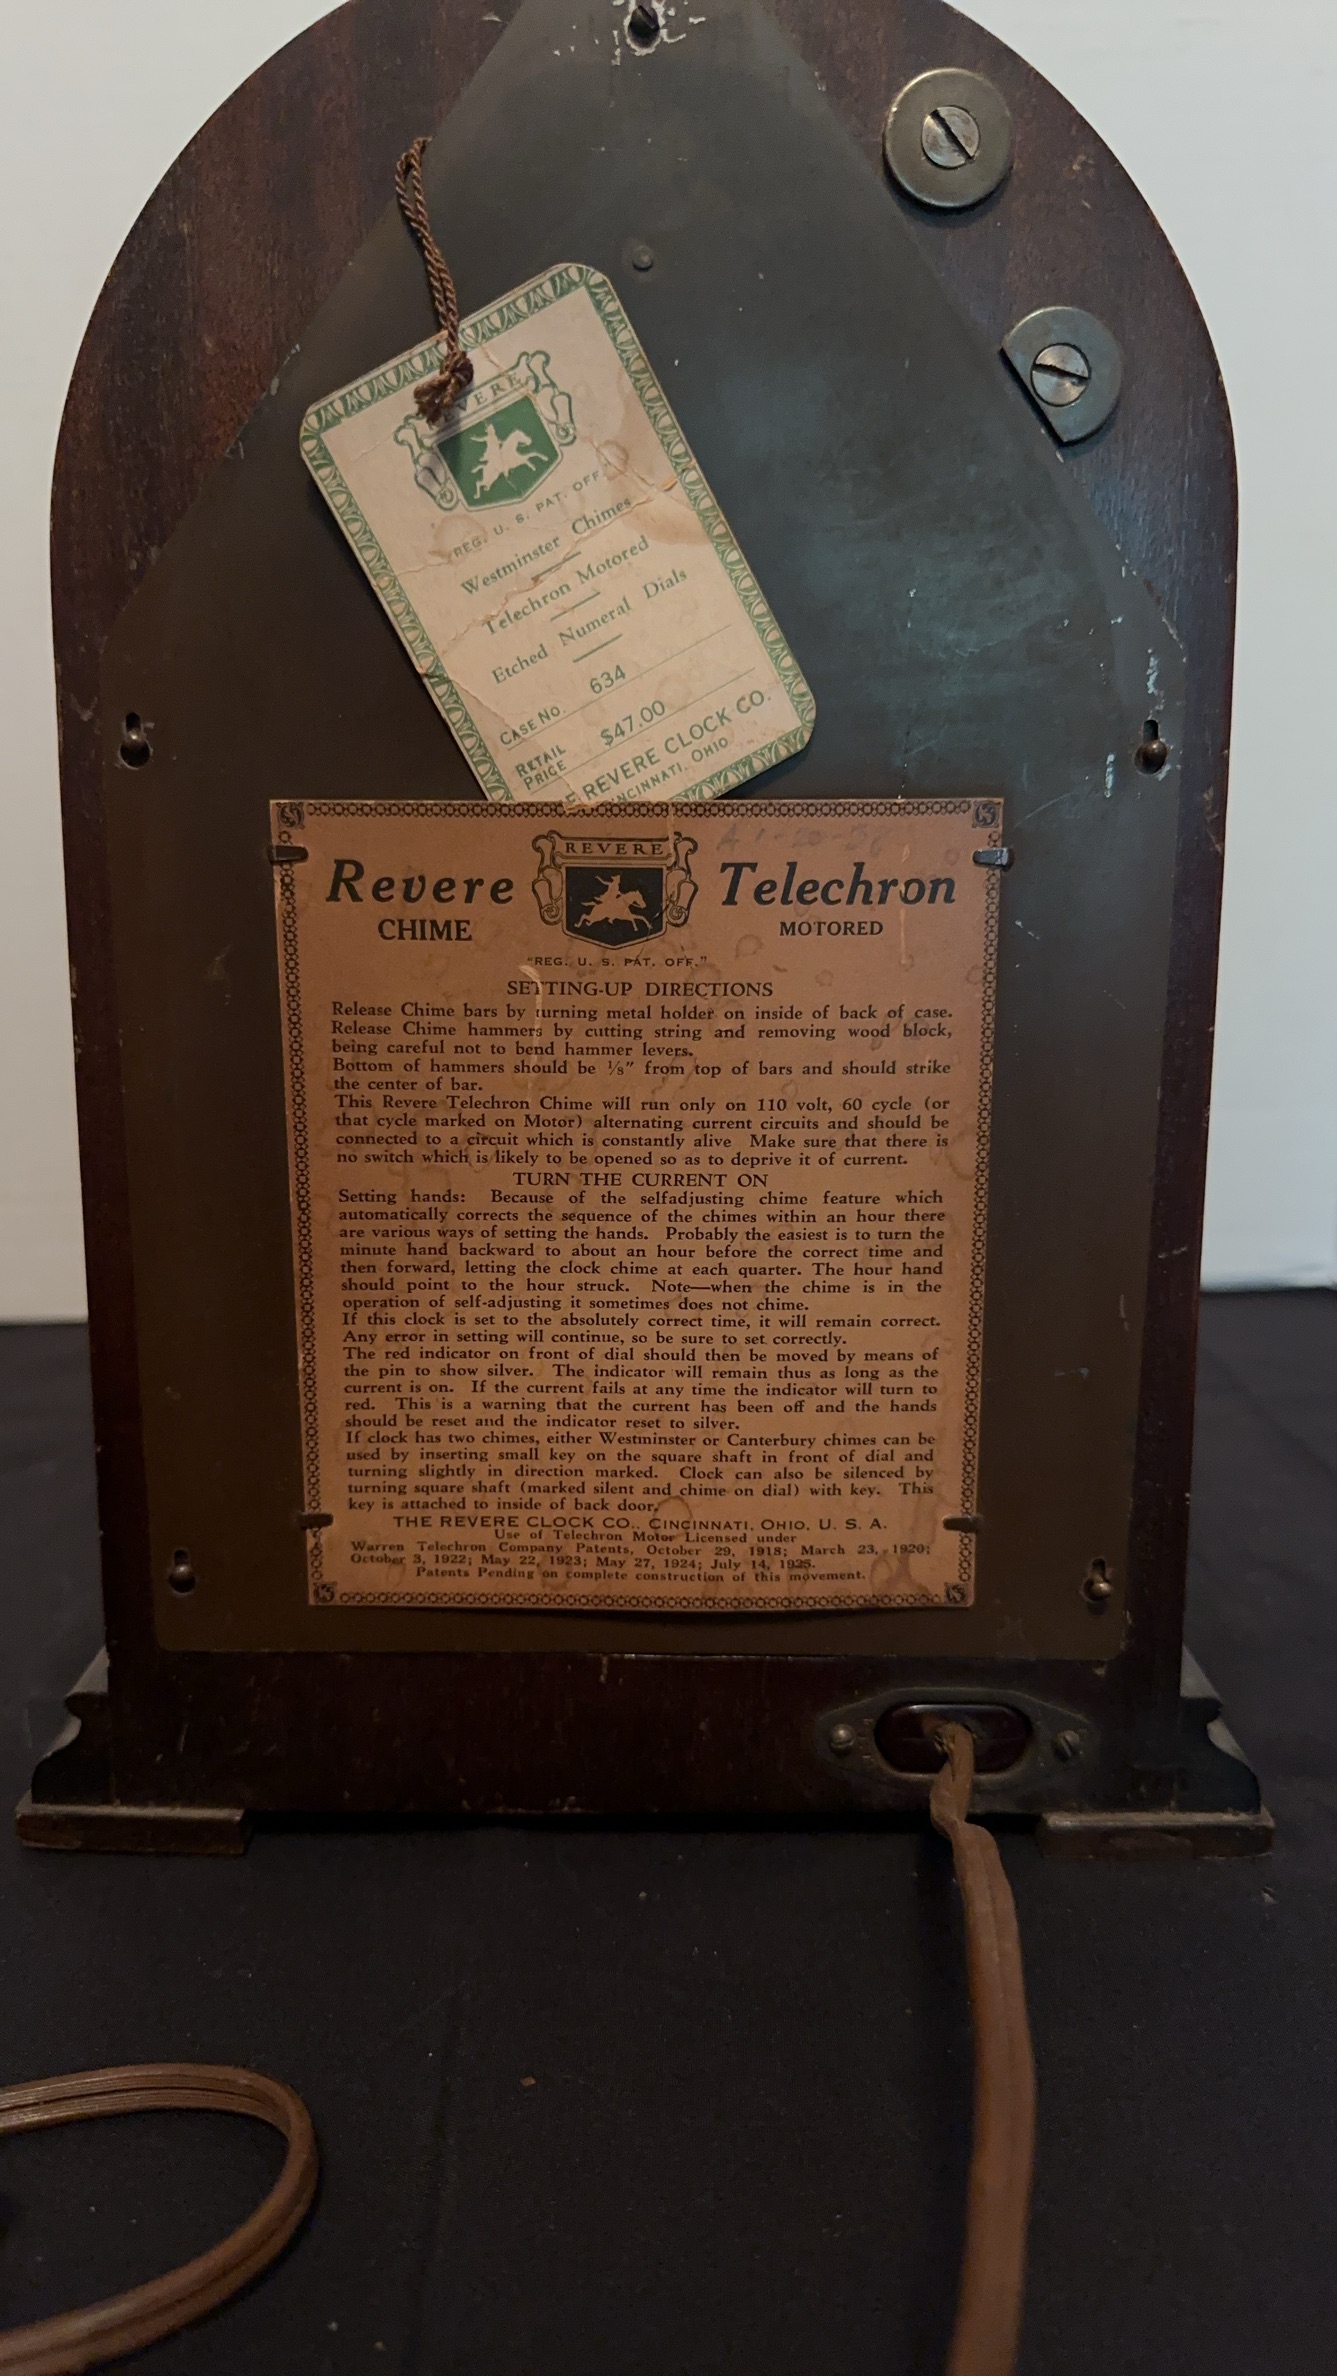 REVERE
"REG. U. S. PAT. OFF."
Westminster Chimes
Telechron Motored
Etched Numeral Dials
CASE NO. 634
RETAIL PRICE $47.00
REVERE CLOCK CO.
CINCINNATI, OHIO
Revere REVERE Telechron
CHIME MOTORED
"REG. U. S. PAT. OFF."
SETTING-UP DIRECTIONS
Release Chime bars by turning metal holder on inside of back of case.
Release Chime hammers by cutting string and removing wood block,
being careful not to bend hammer levers.
Bottom of hammers should be ⅛" from top of bars and should strike
the center of bar.
This Revere Telechron Chime will run only on 110 volt, 60 cycle (or
that cycle marked on Motor) alternating current circuits and should be
connected to a circuit which is constantly alive Make sure that there is
no switch which is likely to be opened so as to deprive it of current.
TURN THE CURRENT ON
Setting hands: Because of the selfadjusting chime feature which
automatically corrects the sequence of the chimes within an hour there
are various ways of setting the hands. Probably the easiest is to turn the
minute hand backward to about an hour before the correct time and
then forward, letting the clock chime at each quarter. The hour hand
should point to the hour struck. Note—when the chime is in the
operation of self-adjusting it sometimes does not chime.
If this clock is set to the absolutely correct time, it will remain correct.
Any error in setting will continue, so be sure to set correctly.
The red indicator on front of dial should then be moved by means of
the pin to show silver. The indicator will remain thus as long as the
current is on. If the current fails at any time the indicator will turn to
red. This is a warning that the current has been off and the hands
should be reset and the indicator reset to silver.
If clock has two chimes, either Westminster or Canterbury chimes can be
used by inserting small key on the square shaft in front of dial and
turning slightly in direction marked. Clock can also be silenced by
turning square shaft (marked silent and chime on dial) with key. This
key is attached to inside of back door.
THE REVERE CLOCK CO., CINCINNATI, OHIO, U. S. A.
Use of Telechron Motor Licensed under
Warren Telechron Company Patents, October 29, 1918; March 23, 1920;
October 3, 1922; May 22, 1923; May 27, 1924; July 14, 1925.
Patents Pending on complete construction of this movement.